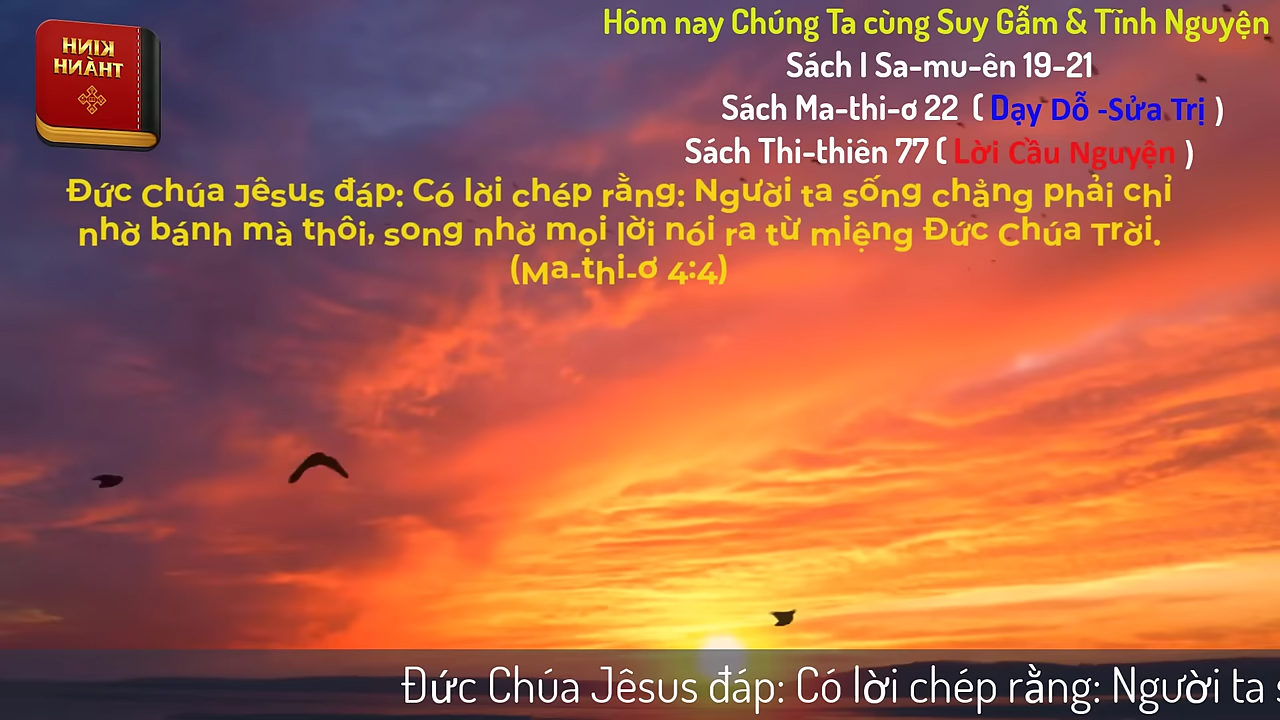 KINH
THÀNH
Hôm nay Chúng Ta cùng Suy Gẫm & Tĩnh Nguyện
Sách I Sa-mu-ên 19-21
Sách Ma-thi-ơ 22 ( Dạy Dỗ -Sửa Trị )
Sách Thi-thiên 77 ( Lời Cầu Nguyện )
Đức Chúa Jêsus đáp: Có lời chép rằng: Người ta sống chẳng phải chỉ
nhờ bánh mà thôi, song nhờ mọi lời nói ra từ miệng Đức Chúa Trời.
(Ma-thi-ơ 4:4)
Đức Chúa Jêsus đáp: Có lời chép rằng: Người ta